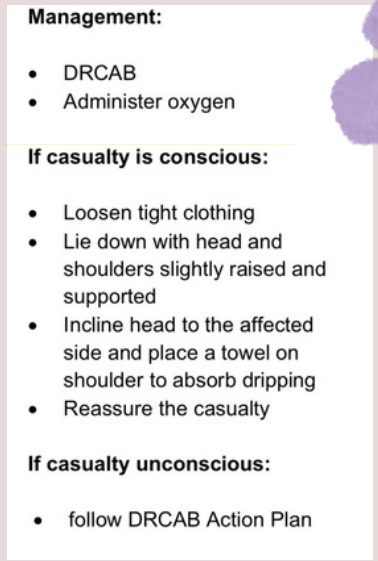 Management:
• DRCAB
• Administer oxygen
If casualty is conscious:
• Loosen tight clothing
• Lie down with head and
shoulders slightly raised and
supported
• Incline head to the affected
side and place a towel on
shoulder to absorb dripping
• Reassure the casualty
If casualty unconscious:
• follow DRCAB Action Plan